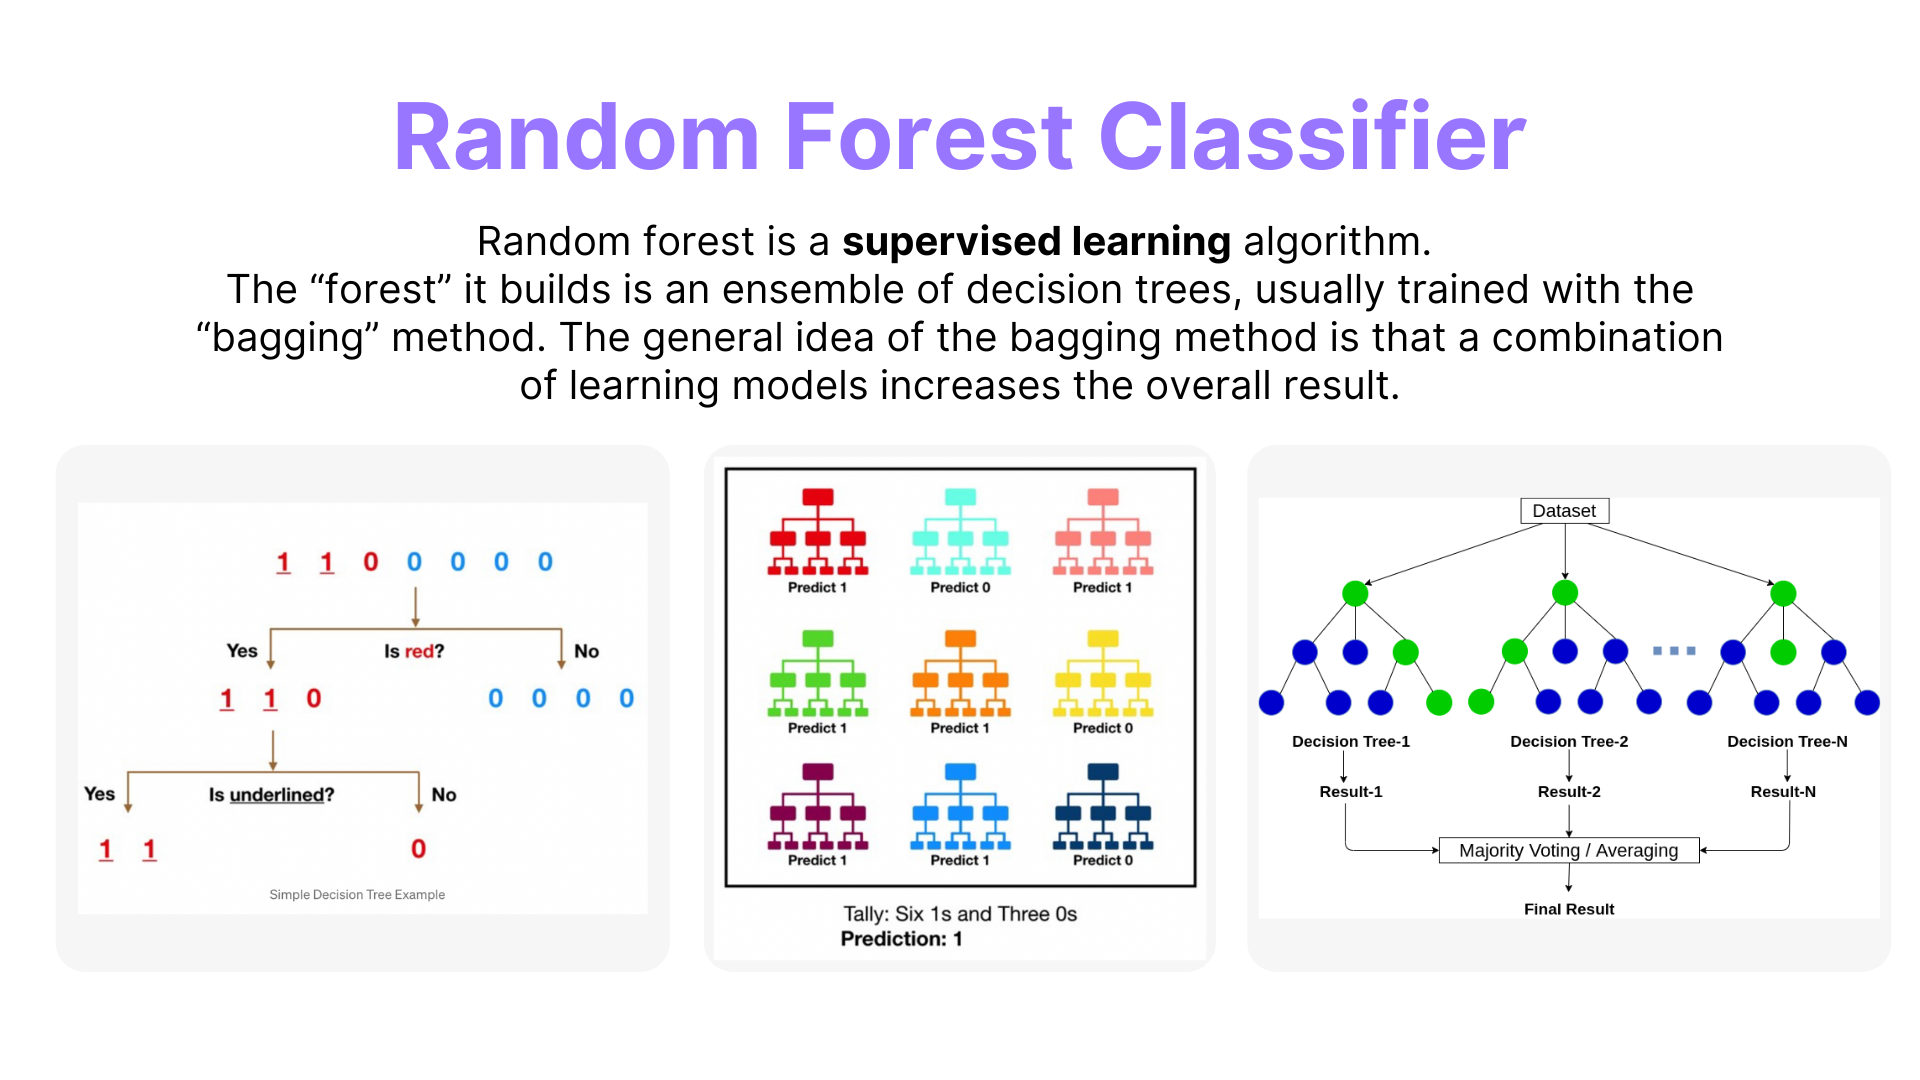 Random Forest Classifier
Random forest is a supervised learning algorithm.
The “forest” it builds is an ensemble of decision trees, usually trained with the
“bagging” method. The general idea of the bagging method is that a combination
of learning models increases the overall result.
1 1 0 0 0 0 0
Yes Is red? No
1 1 0 0 0 0 0
Yes Is underlined? No
1 1 0
Simple Decision Tree Example
Predict 1 Predict 0 Predict 1
Predict 1 Predict 1 Predict 0
Predict 1 Predict 1 Predict 0
Tally: Six 1s and Three 0s
Prediction: 1
Dataset
Decision Tree-1 Decision Tree-2 Decision Tree-N
Result-1 Result-2 Result-N
Majority Voting / Averaging
Final Result